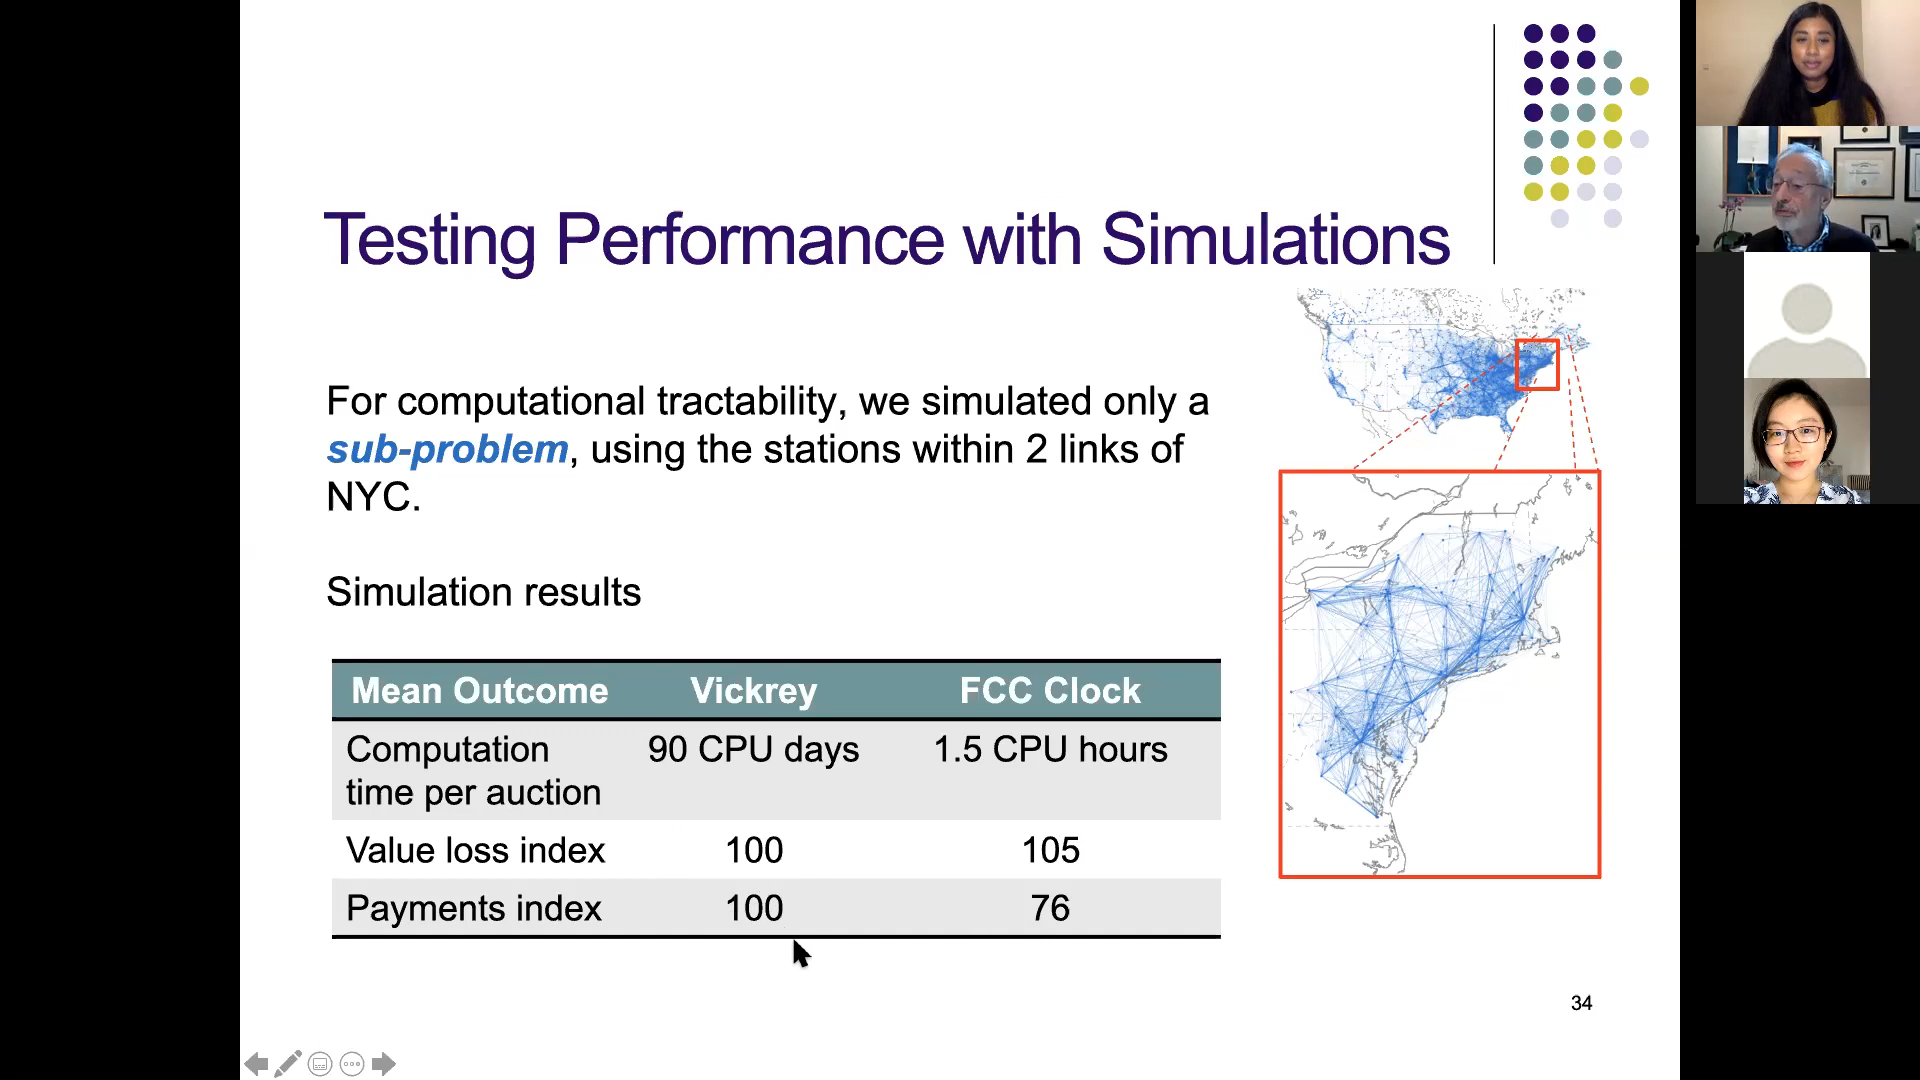 Testing Performance with Simulations
For computational tractability, we simulated only a
sub-problem, using the stations within 2 links of
NYC.
Simulation results
Mean Outcome Vickrey FCC Clock
Computation 90 CPU days 1.5 CPU hours
time per auction
Value loss index 100 105
Payments index 100 76
34